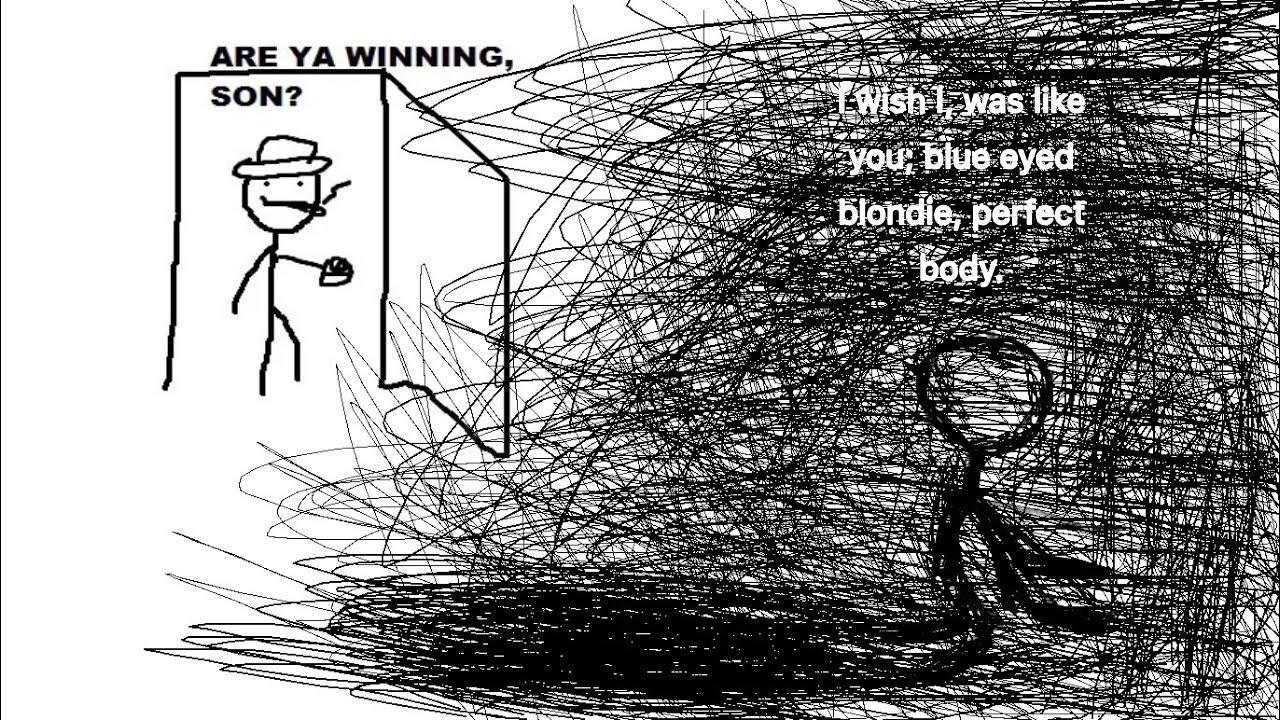 ARE YA WINNING,
SON?
I wish I, was like
you; blue eyed
blondie, perfect
body.